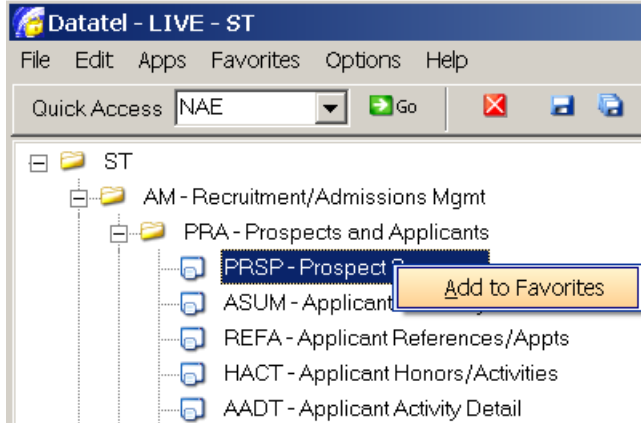 Datatel - LIVE - ST
File Edit Apps Favorites Options Help
Quick Access NAE Go
ST
AM - Recruitment/Admissions Mgmt
PRA - Prospects and Applicants
PRSP - Prospect
Add to Favorites
ASUM - Applicant
REFA - Applicant References/Appts
HACT - Applicant Honors/Activities
AADT - Applicant Activity Detail